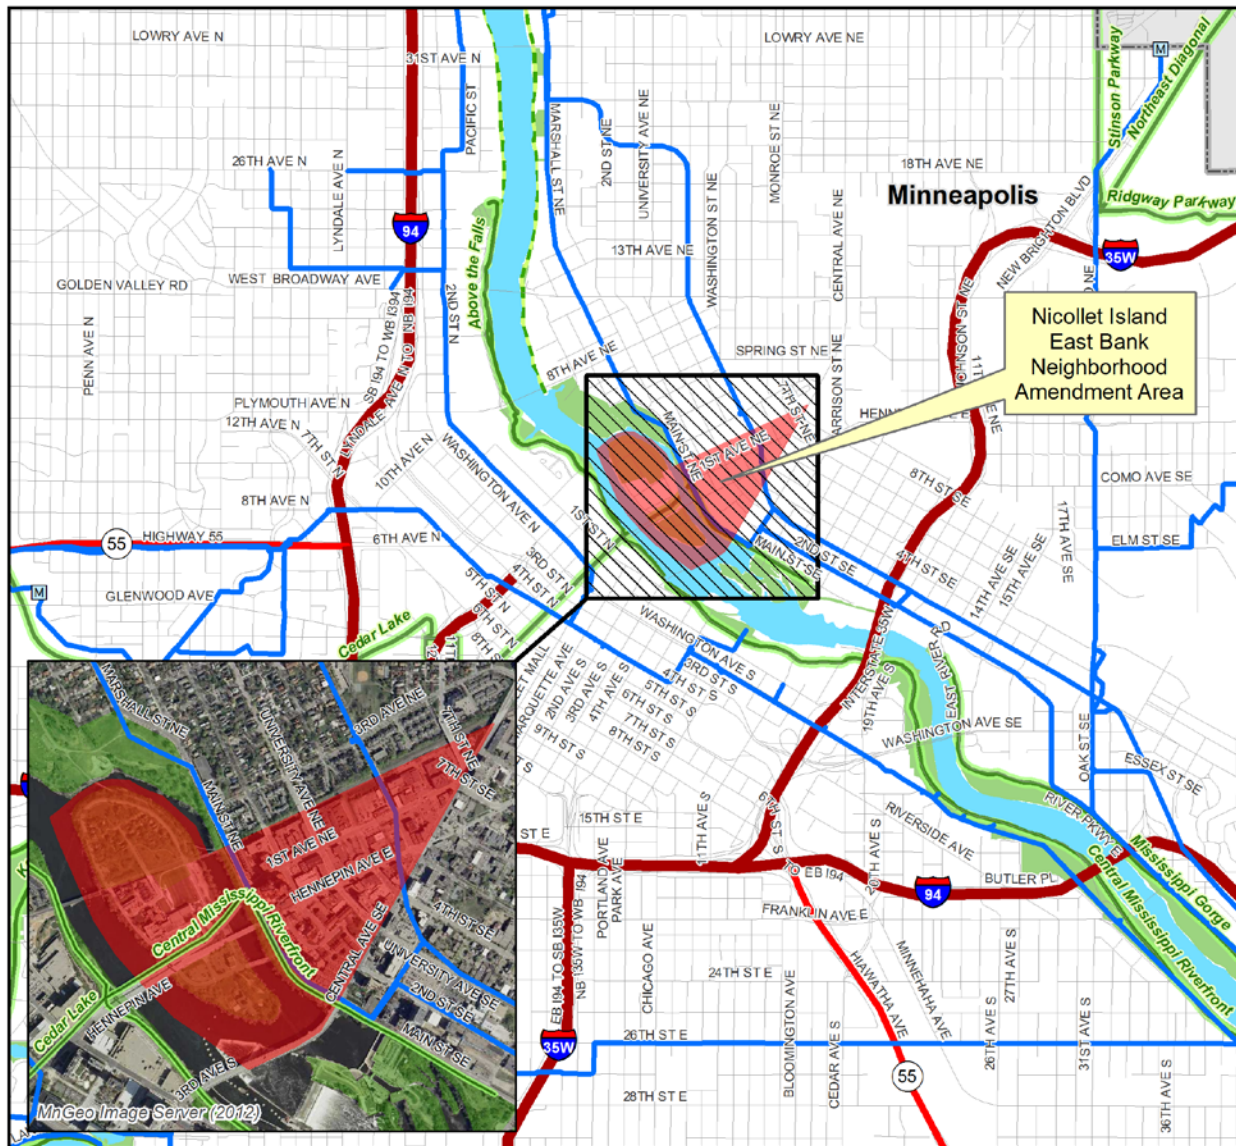 LOWRY AVE N
31ST AVE N
PACIFIC ST
LOWRY AVE NE
MARSHALL ST NE
2ND ST NE
UNIVERSITY AVE NE
MONROE ST NE
M
Stinson Parkway
Northeast Diagonal
26TH AVE N
LYNDALE AVE N
18TH AVE NE
Minneapolis
Ridgway Parkway
94
Above the Falls
13TH AVE NE
WASHINGTON ST NE
CENTRAL AVE NE
NEW BRIGHTON BLVD
35W
GOLDEN VALLEY RD
WEST BROADWAY AVE
2ND ST N
SB I94 TO WB I394
LYNDALE AVE N TO NB I94
PENN AVE N
JOHNSON ST NE
Nicollet Island
East Bank
Neighborhood
Amendment Area
8TH AVE NE
SPRING ST NE
PLYMOUTH AVE N
12TH AVE N
7TH ST N
10TH AVE N
WASHINGTON AVE N
MAIN ST NE
1ST AVE NE
7TH ST NE
8TH AVE N
8TH ST SE
COMO AVE SE
17TH AVE SE
55
HIGHWAY 55
6TH AVE N
1ST ST N
MAIN ST SE
2ND ST SE
4TH ST SE
14TH AVE SE
15TH AVE SE
ELM ST SE
M
GLENWOOD AVE
3RD ST N
4TH ST N
5TH ST N
6TH ST N
8TH ST N
Cedar Lake
WASHINGTON AVE S
3RD ST S
4TH ST S
5TH ST S
6TH ST S
7TH ST S
8TH ST S
9TH ST S
MARQUETTE AVE
2ND AVE S
3RD AVE S
4TH AVE S
INTERSTATE 35W
19TH AVE S
EAST RIVER RD
WASHINGTON AVE SE
OAK ST SE
ESSEX ST SE
RIVER PKWY E
Mississippi Gorge
Central Mississippi Riverfront
15TH ST E
11TH AVE S
6TH ST S
TO EB I94
20TH AVE S
RIVERSIDE AVE
94
BUTLER PL
PORTLAND AVE
PARK AVE
FRANKLIN AVE E
EB I94 TO SB I35W
NB I35W TO WB I94
CHICAGO AVE
24TH ST E
BLOOMINGTON AVE
HIAWATHA AVE
MINNEHAHA AVE
27TH AVE S
26TH AVE S
31ST AVE S
36TH AVE S
35W
26TH ST E
28TH ST E
CEDAR AVE S
55
MARSHALL ST NE
UNIVERSITY AVE NE
3RD AVE NE
7TH ST NE
7TH ST SE
MAIN ST NE
1ST AVE NE
HENNEPIN AVE E
Central Mississippi Riverfront
CENTRAL AVE SE
4TH ST SE
UNIVERSITY AVE SE
2ND ST SE
MAIN ST SE
Cedar Lake
HENNEPIN AVE
3RD AVE S
MnGeo Image Server (2012)